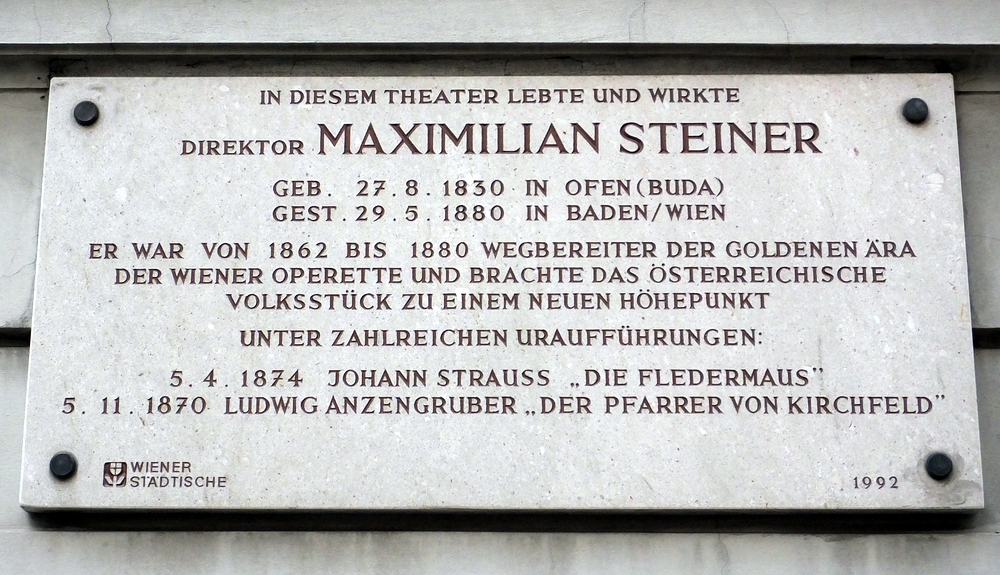 IN DIESEM THEATER LEBTE UND WIRKTE
DIREKTOR MAXIMILIAN STEINER
GEB. 27.8.1830 IN OFEN(BUDA)
GEST.29.5.1880 IN BADEN/WIEN
ER WAR VON 1862 BIS 1880 WEGBEREITER DER GOLDENEN ÄRA
DER WIENER OPERETTE UND BRACHTE DAS ÖSTERREICHISCHE
VOLKSSTÜCK ZU EINEM NEUEN HÖHEPUNKT
UNTER ZAHLREICHEN URAUFFÜHRUNGEN:
5.4.1874 JOHANN STRAUSS „DIE FLEDERMAUS”
5.11.1870 LUDWIG ANZENGRUBER „DER PFARRER VON KIRCHFELD”
WIENER
STÄDTISCHE
1992